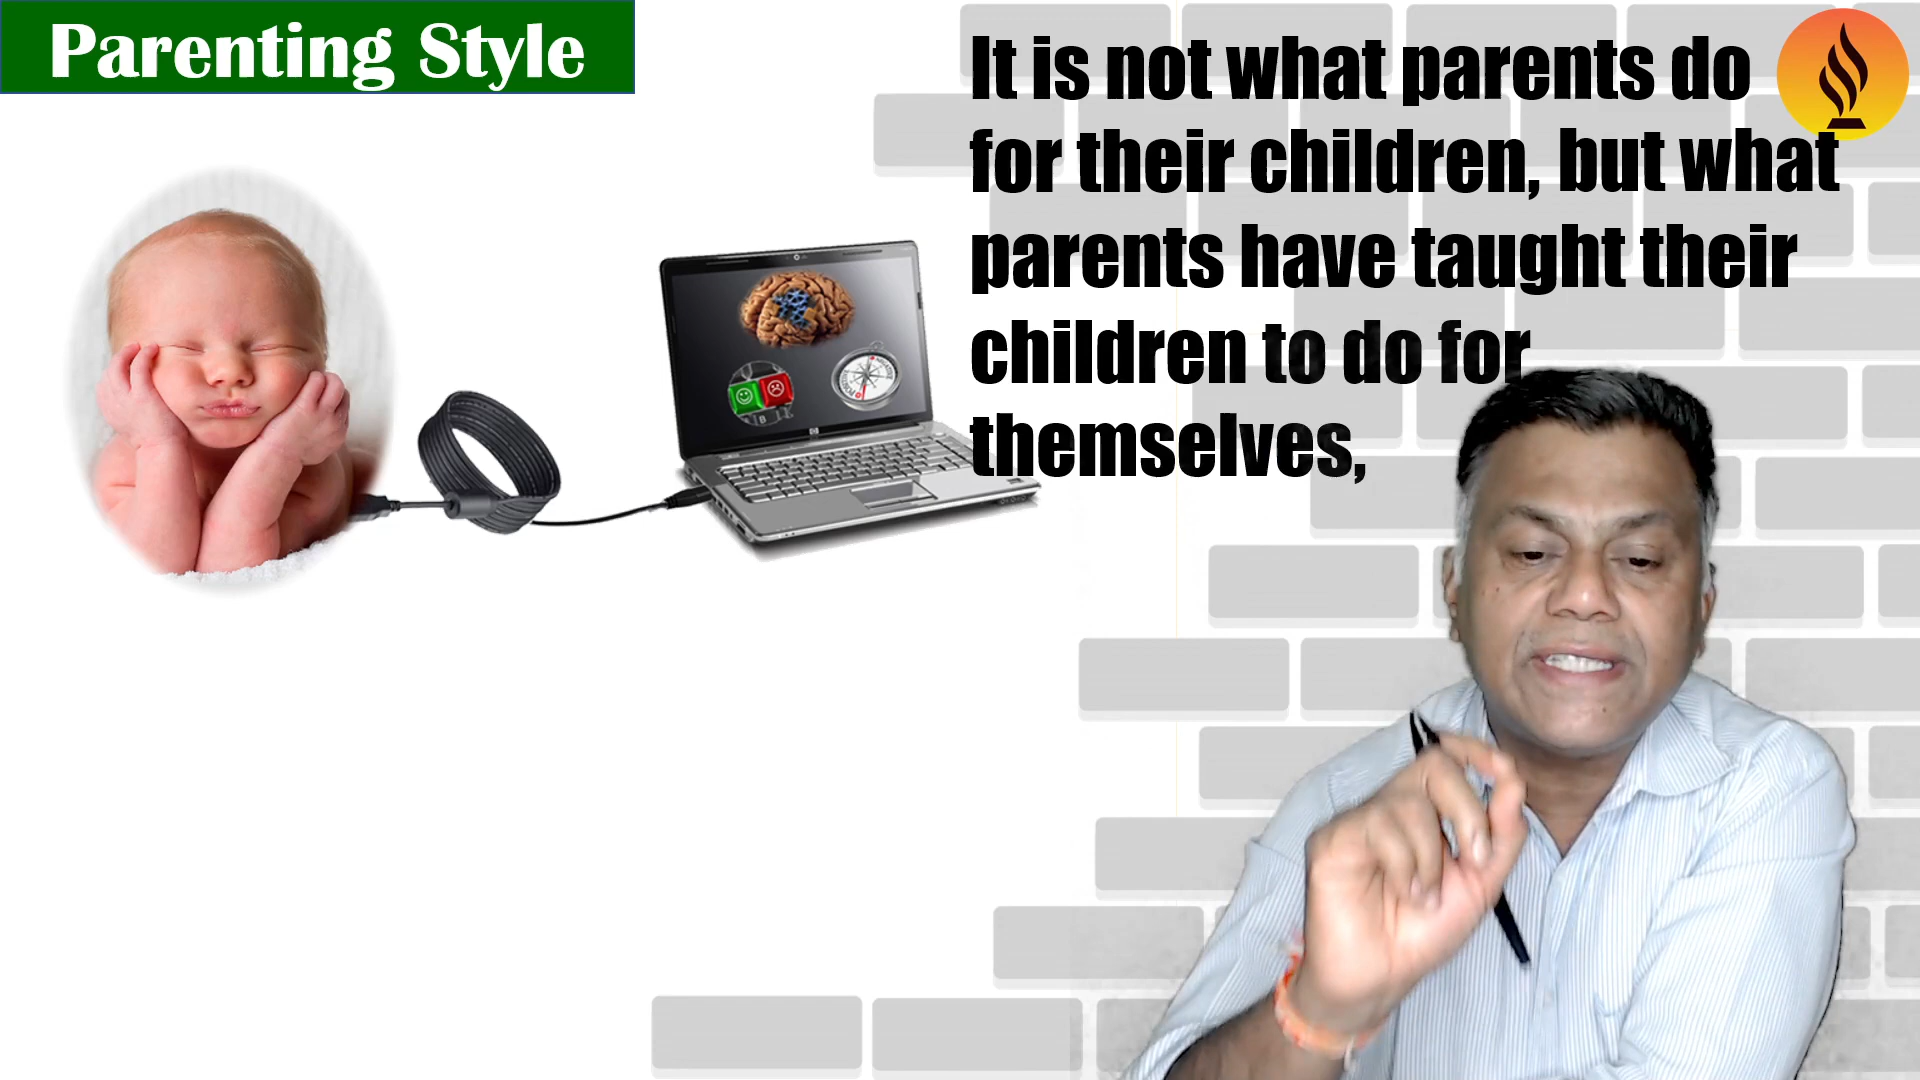 Parenting Style
It is not what parents do
for their children, but what
parents have taught their
children to do for
themselves,